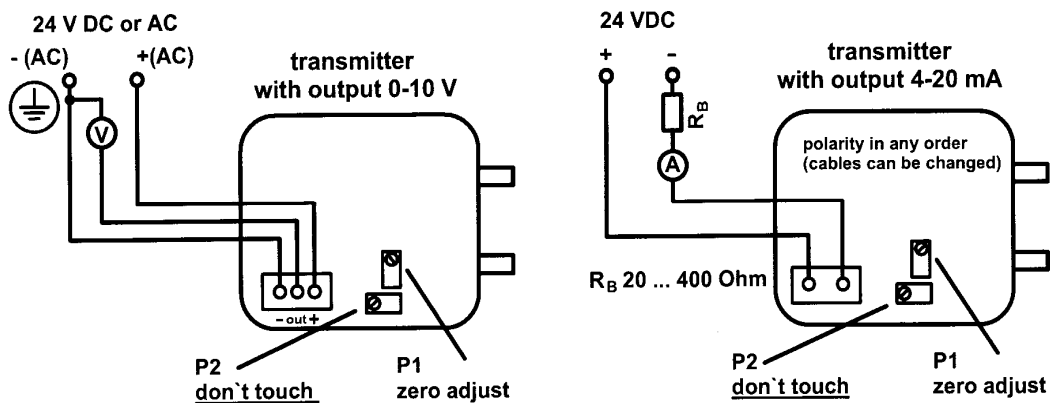 24 V DC or AC
- (AC)
+(AC)
transmitter
with output 0-10 V
V
- out +
P2
don`t touch
P1
zero adjust
24 VDC
+
-
transmitter
with output 4-20 mA
RB
A
polarity in any order
(cables can be changed)
RB 20 ... 400 Ohm
P2
don`t touch
P1
zero adjust